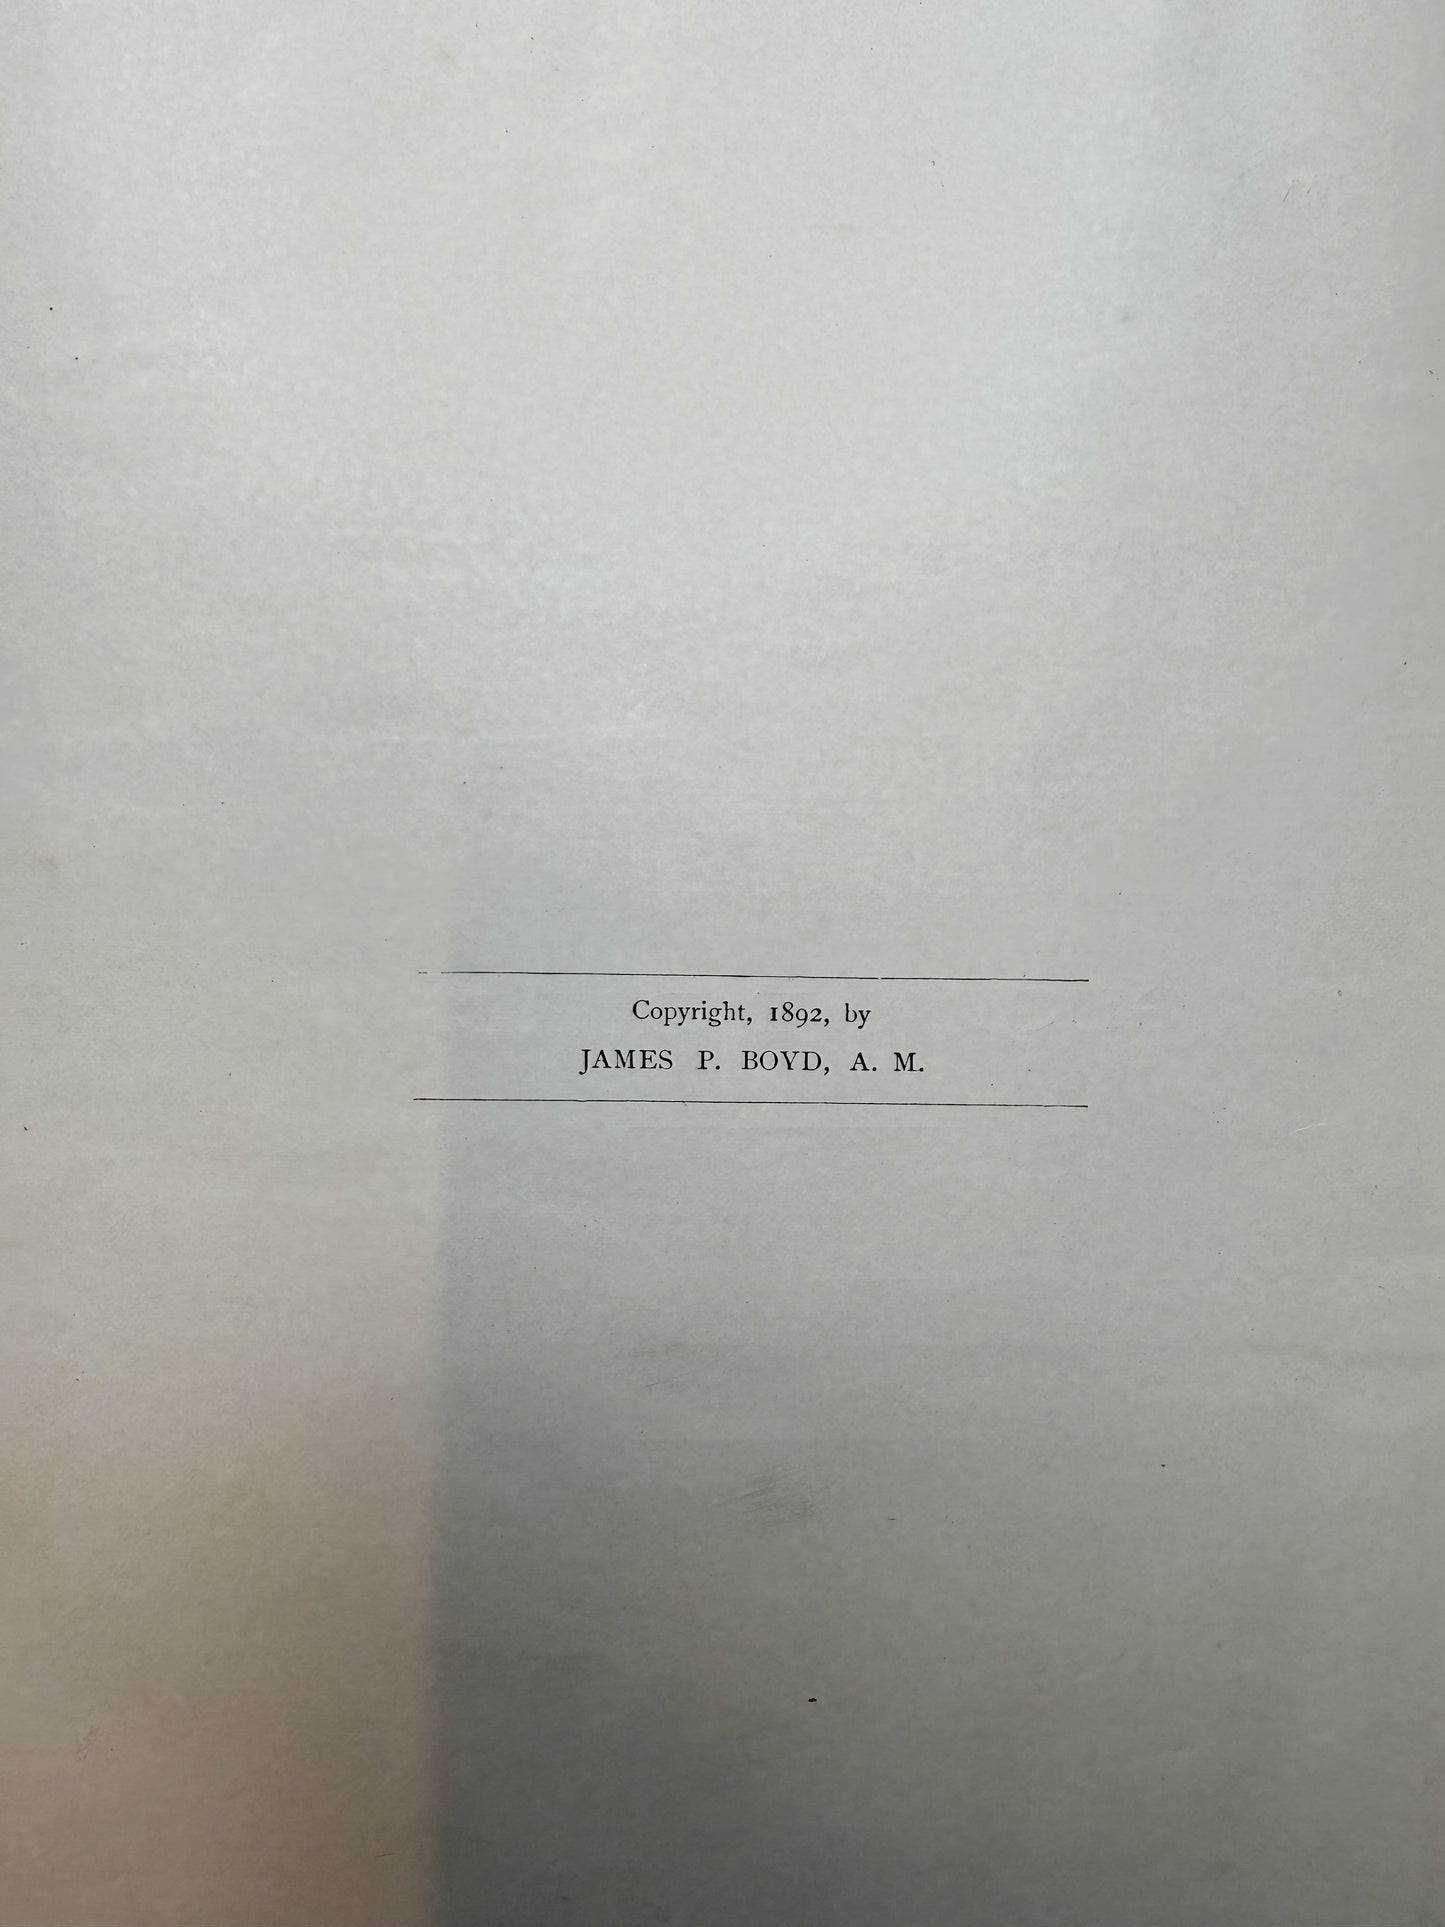 Copyright, 1892, by
JAMES P. BOYD, A. M.